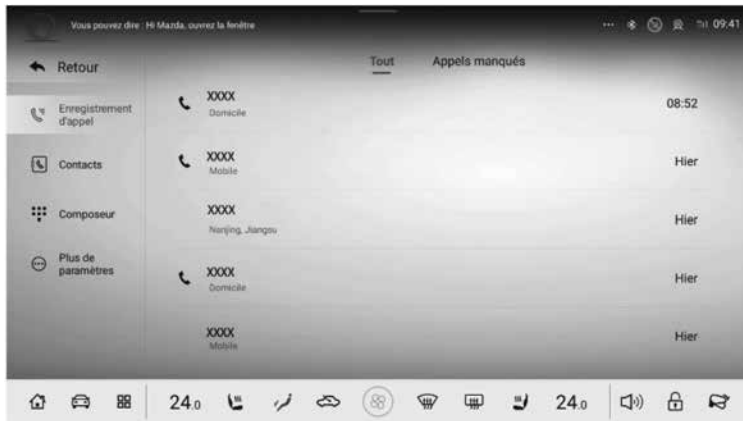 Vous pouvez dire : Hi Mazda, ouvrez la fenêtre
09:41
Retour
Tout
Appels manqués
Enregistrement
d'appel
Contacts
Composeur
Plus de
paramètres
XXXX
Domicile
08:52
XXXX
Mobile
Hier
XXXX
Nanjing, Jiangsu
Hier
XXXX
Domicile
Hier
XXXX
Mobile
Hier
24.0
24.0